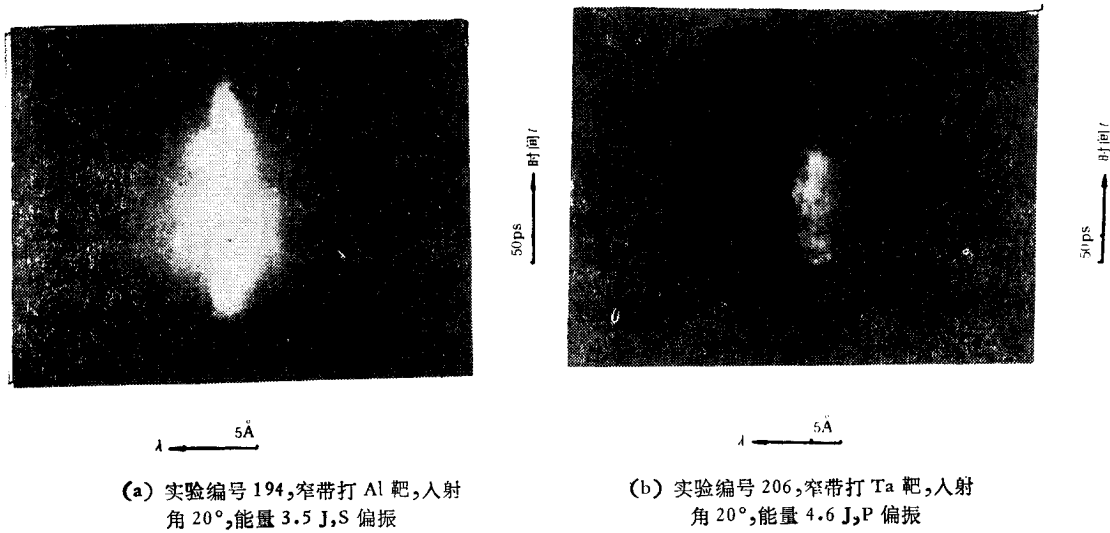 时间 t
50ps
时间 t
50ps
5Å
λ
5Å
λ
(a) 实验编号 194,窄带打 Al 靶,入射
角 20°,能量 3.5 J,S 偏振
(b) 实验编号 206,窄带打 Ta 靶,入射
角 20°,能量 4.6 J,P 偏振